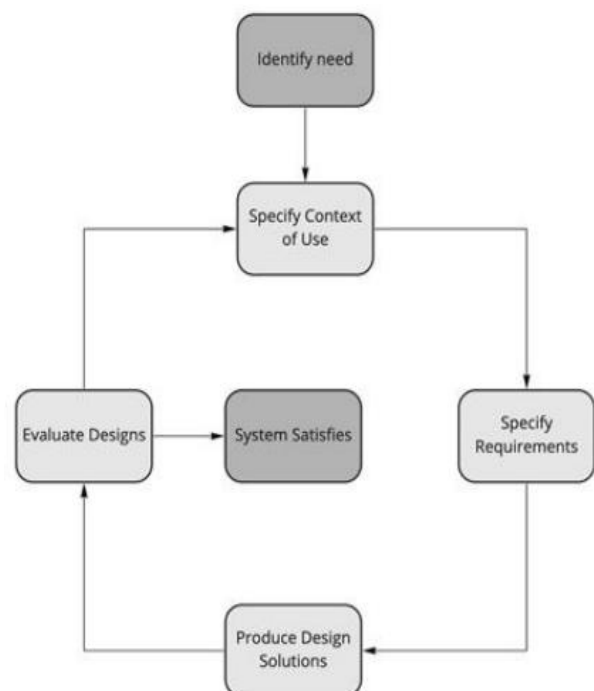 Identify need
Specify Context
of Use
Evaluate Designs
System Satisfies
Specify
Requirements
Produce Design
Solutions